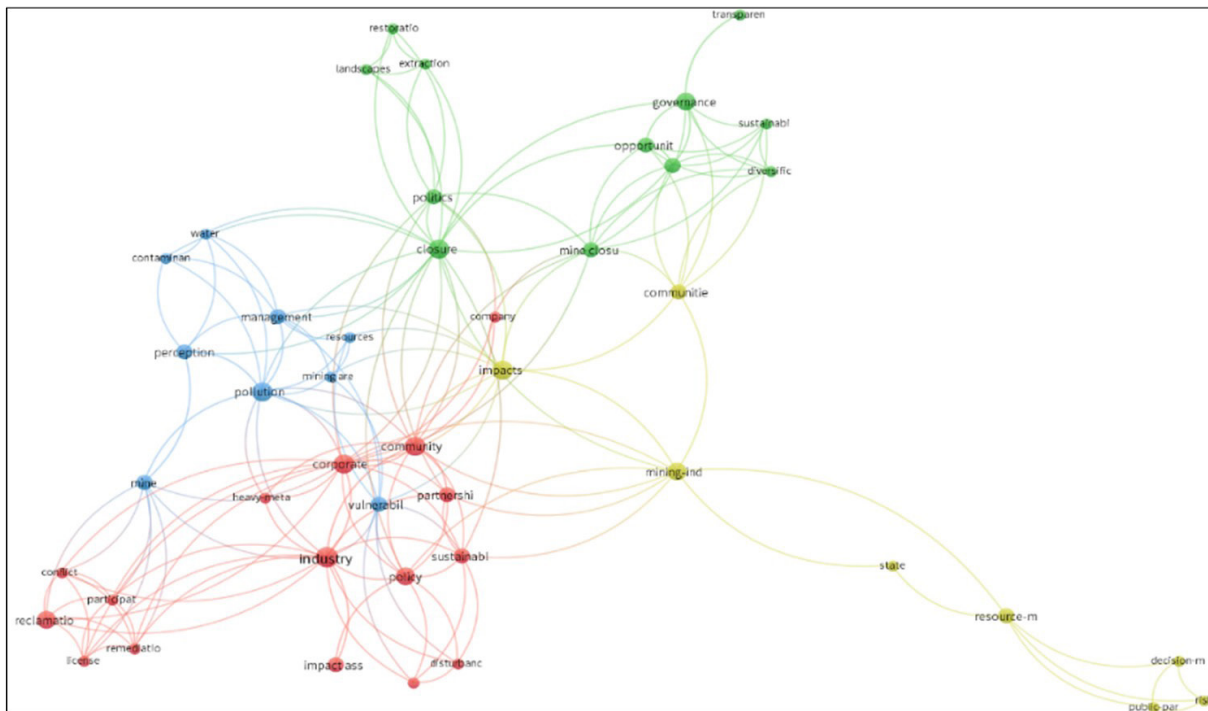 transparen
restoratio
extraction
landscapes
governance
sustainabi
opportunit
diversific
politics
water
closure
mine closu
contaminan
communitie
management
company
resources
perception
impacts
mining are
pollution
community
corporate
mining-ind
mine
heavy-meta
partnershi
vulnerabil
industry
sustainabi
conflict
policy
state
participat
reclamatio
resource-m
remediatio
license
impact ass
disturbanc
decision-m
public-par
ris